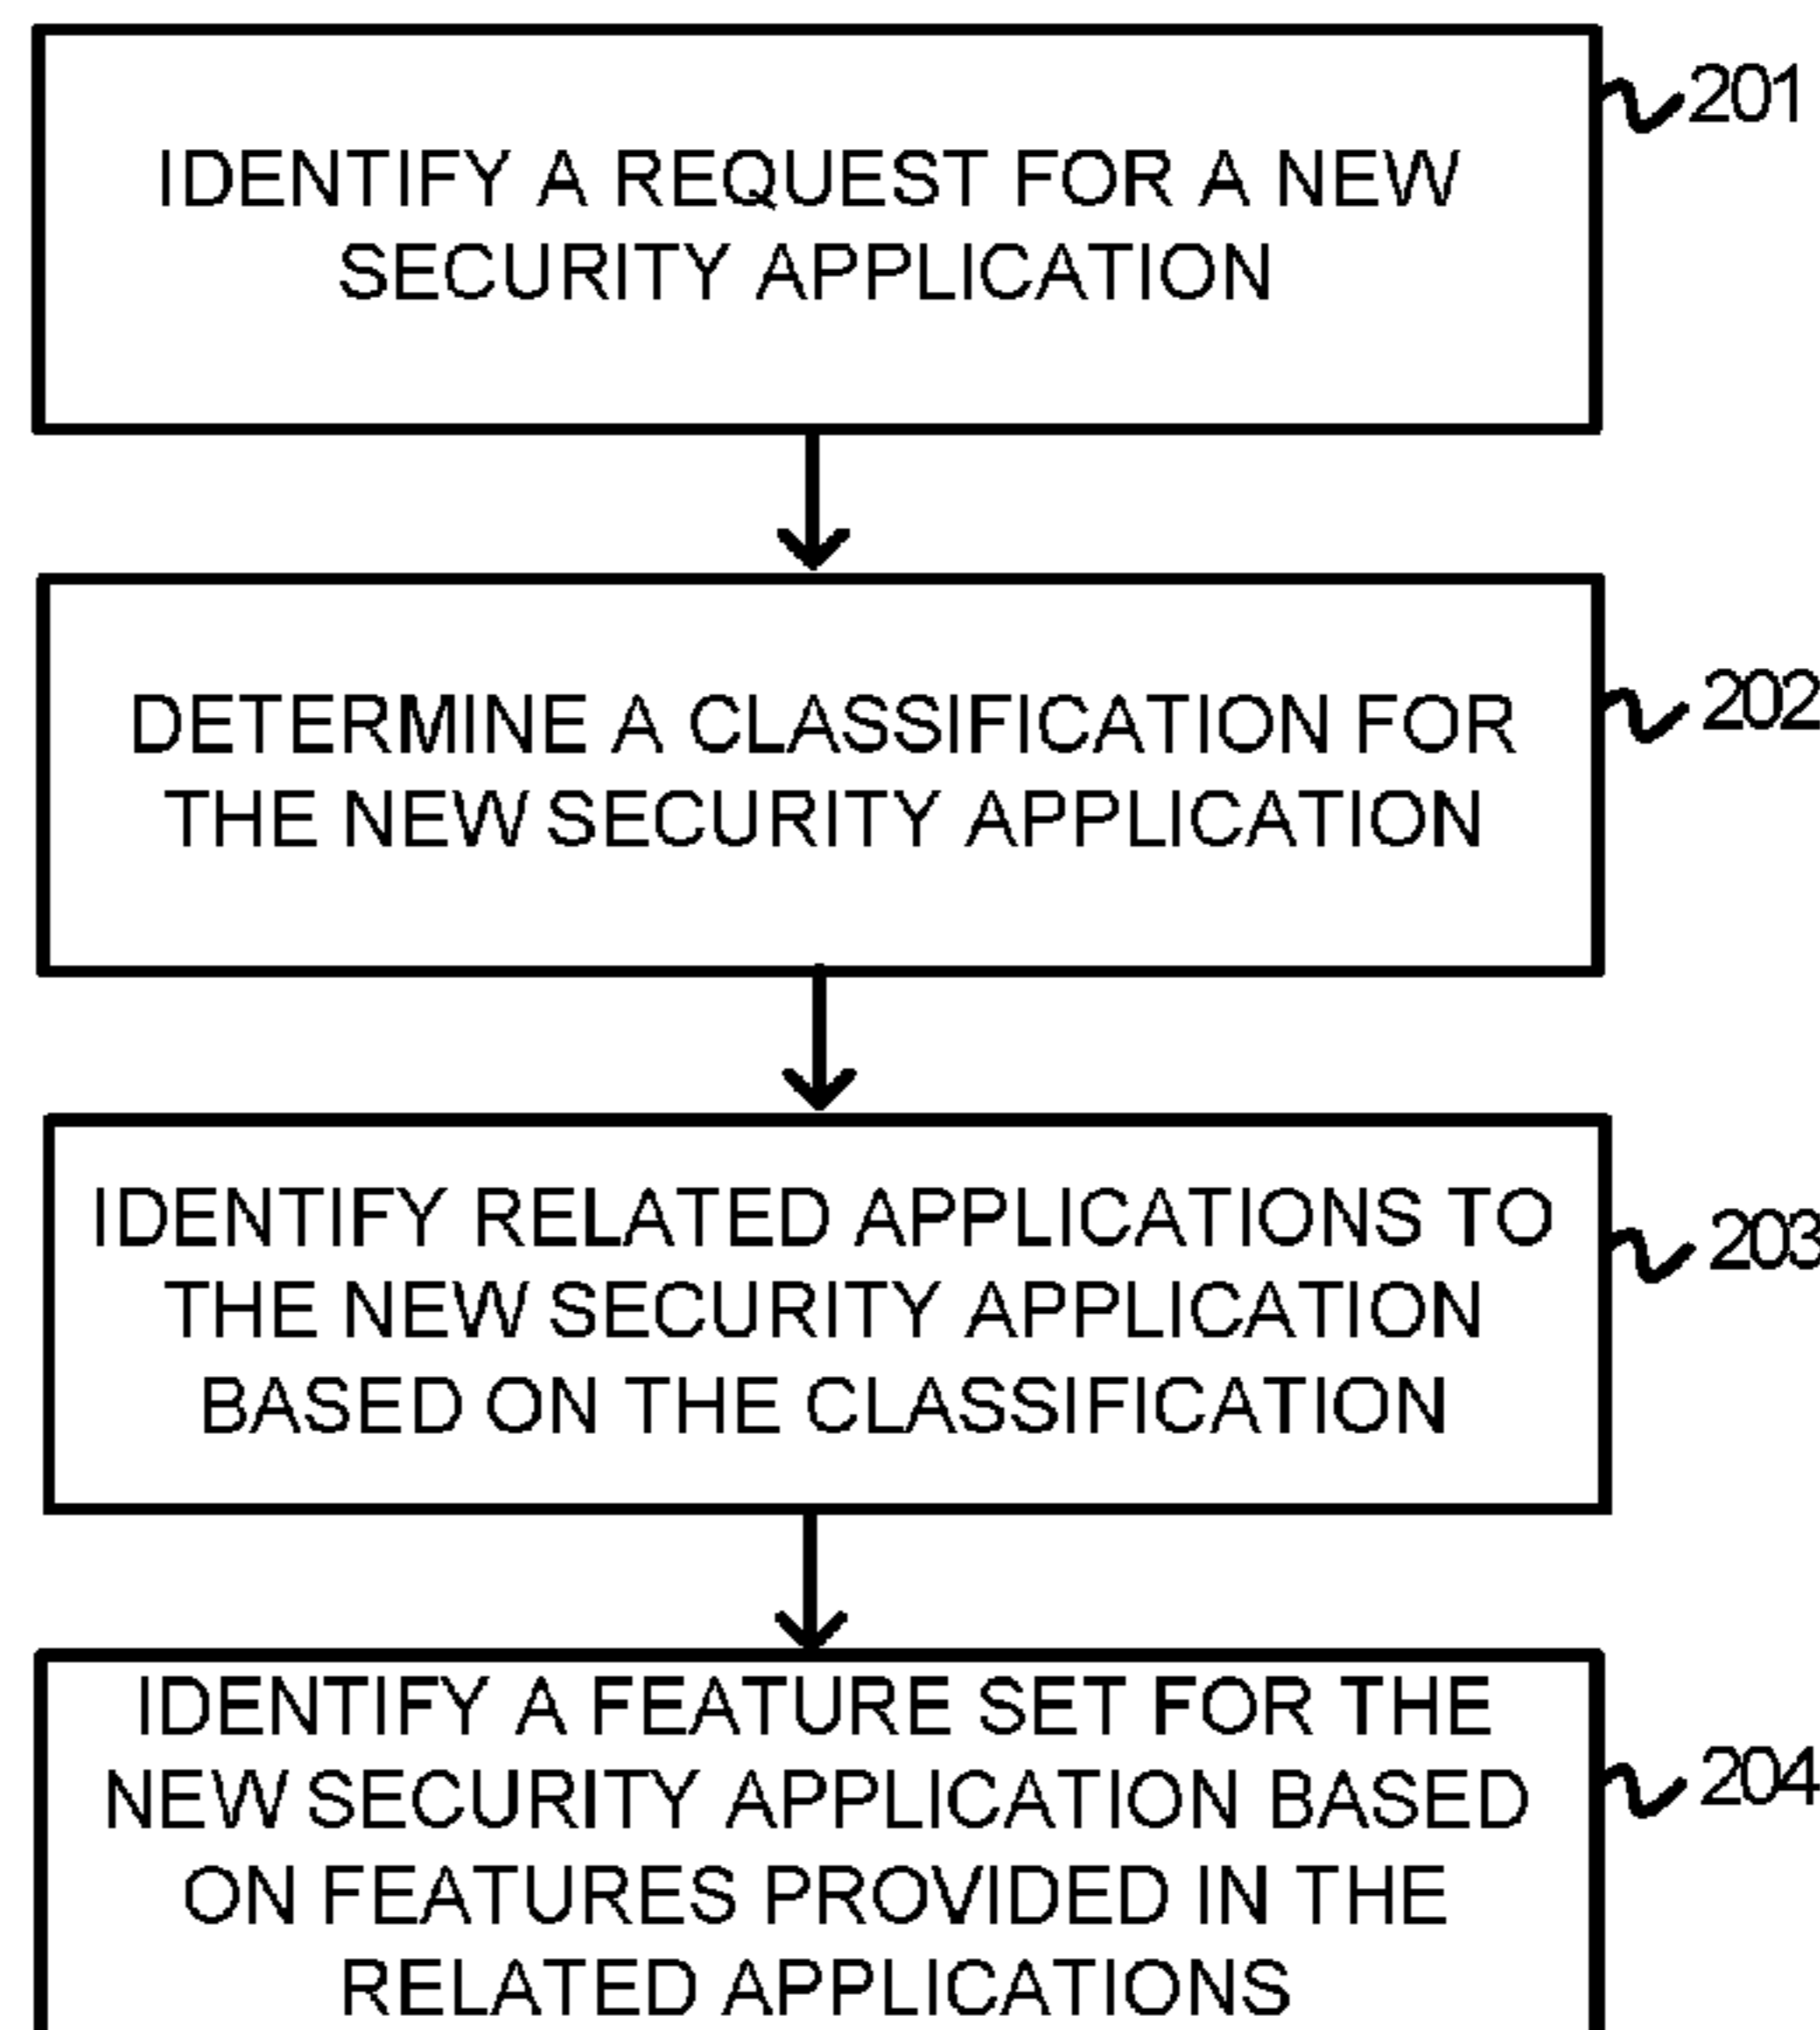 201
IDENTIFY A REQUEST FOR A NEW
SECURITY APPLICATION
202
DETERMINE A CLASSIFICATION FOR
THE NEW SECURITY APPLICATION
IDENTIFY RELATED APPLICATIONS TO
203
THE NEW SECURITY APPLICATION
BASED ON THE CLASSIFICATION
IDENTIFY A FEATURE SET FOR THE
204
NEW SECURITY APPLICATION BASED
ON FEATURES PROVIDED IN THE
RELATED APPLICATIONS